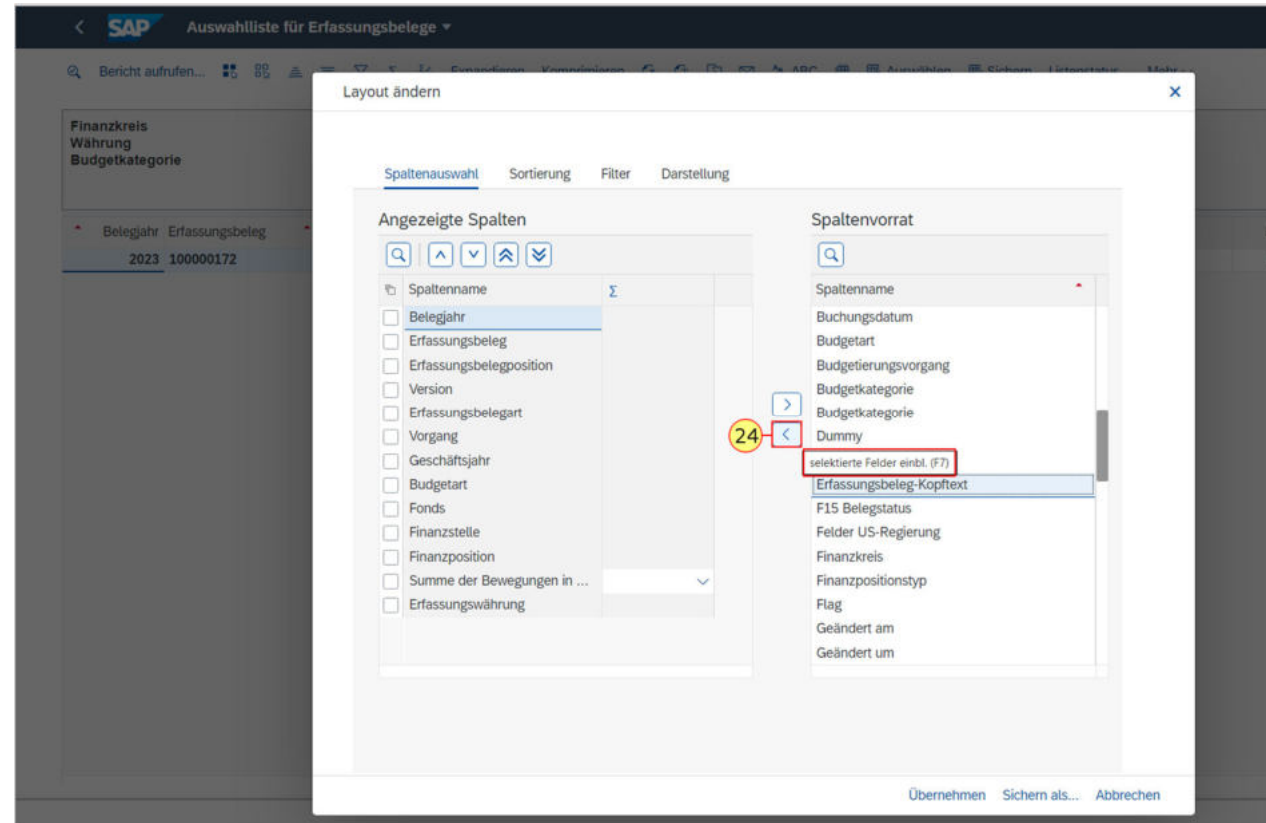 SAP Auswahlliste für Erfassungsbelege
Bericht aufrufen... Expandieren Komprimieren ABC Auswählen Sichern Listenstatus... Mehr
Layout ändern
Finanzkreis
Währung
Budgetkategorie
Spaltenauswahl Sortierung Filter Darstellung
Angezeigte Spalten
Spaltenvorrat
Belegjahr Erfassungsbeleg
2023 100000172
Spaltenname Σ
Belegjahr
Erfassungsbeleg
Erfassungsbelegposition
Version
Erfassungsbelegart
Vorgang
Geschäftsjahr
Budgetart
Fonds
Finanzstelle
Finanzposition
Summe der Bewegungen in ...
Erfassungswährung
24
Spaltenname
Buchungsdatum
Budgetart
Budgetierungsvorgang
Budgetkategorie
Budgetkategorie
Dummy
selektierte Felder einbl. (F7)
Erfassungsbeleg-Kopftext
F15 Belegstatus
Felder US-Regierung
Finanzkreis
Finanzpositionstyp
Flag
Geändert am
Geändert um
Übernehmen Sichern als... Abbrechen